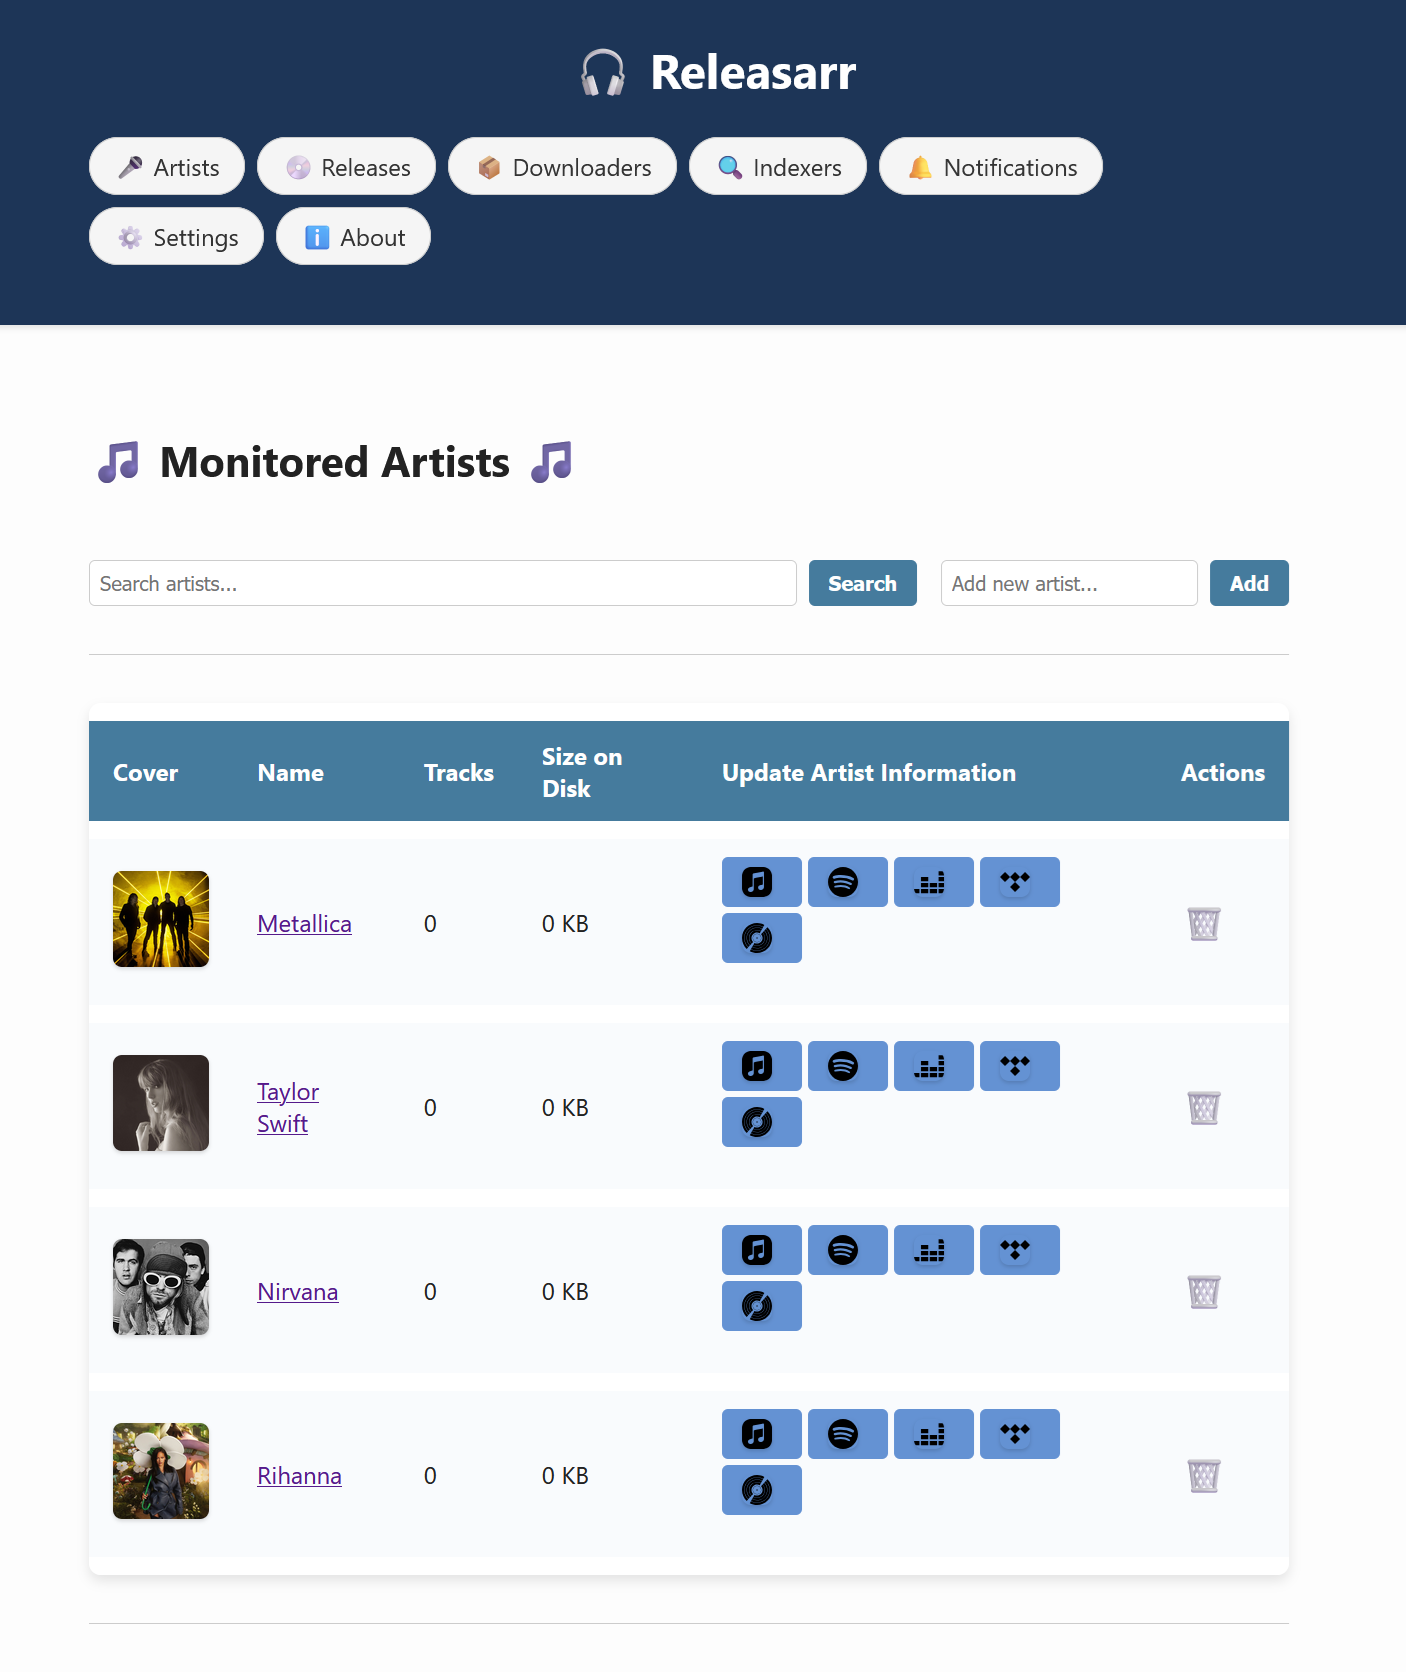 Releasarr
Artists
Releases
Downloaders
Indexers
Notifications
Settings
About
Monitored Artists
Search artists...
Search
Add new artist...
Add
Cover
Name
Tracks
Size on
Disk
Update Artist Information
Actions
Metallica
0
0 KB
Taylor
Swift
0
0 KB
Nirvana
0
0 KB
Rihanna
0
0 KB